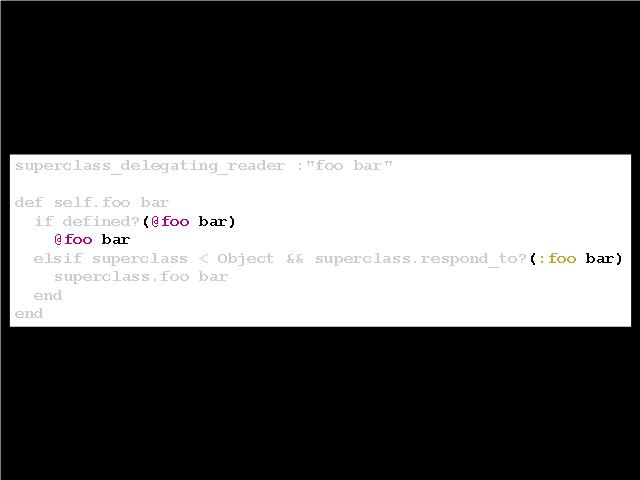 superclass_delegating_reader :"foo bar"
def self.foo bar
  if defined?(@foo bar)
    @foo bar
  elsif superclass < Object && superclass.respond_to?(:foo bar)
    superclass.foo bar
  end
end